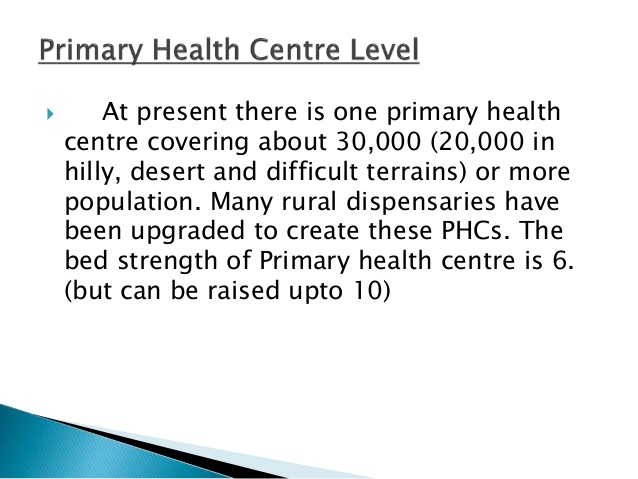 Primary Health Centre Level
At present there is one primary health
centre covering about 30,000 (20,000 in
hilly, desert and difficult terrains) or more
population. Many rural dispensaries have
been upgraded to create these PHCs. The
bed strength of Primary health centre is 6.
(but can be raised upto 10)